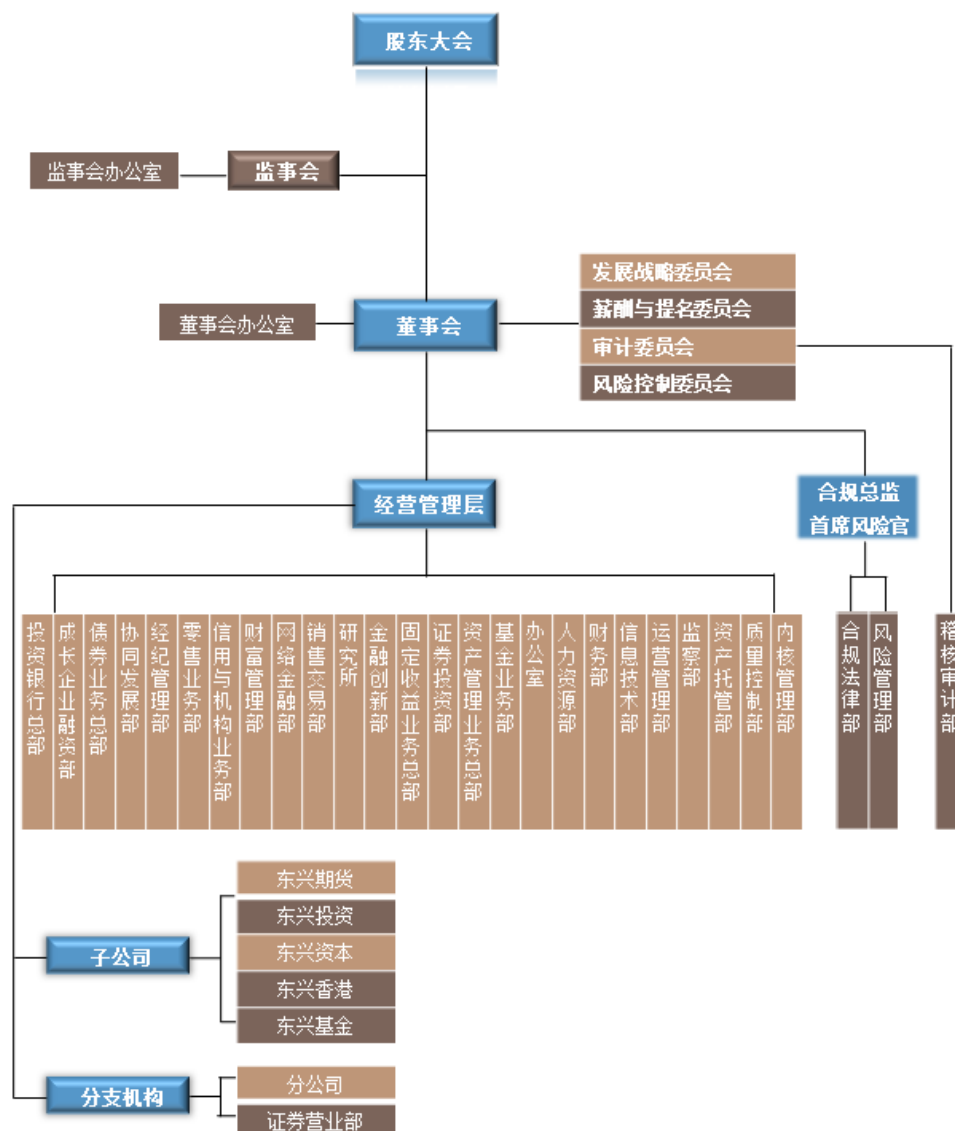 股东大会
监事会办公室
监事会
发展战略委员会
薪酬与提名委员会
董事会办公室
董事会
审计委员会
风险控制委员会
经营管理层
合规总监
首席风险官
投资银行总部
成长企业融资部
债券业务总部
协同发展部
经纪管理部
零售业务部
信用与机构业务部
财富管理部
网络金融部
销售交易部
研究所
金融创新部
固定收益业务总部
证券投资部
资产管理业务总部
基金业务部
办公室
人力资源部
财务部
信息技术部
运营管理部
监察部
资产托管部
质量控制部
内核管理部
合规法律部
风险管理部
稽核审计部
东兴期货
东兴投资
子公司
东兴资本
东兴香港
东兴基金
分支机构
分公司
证券营业部